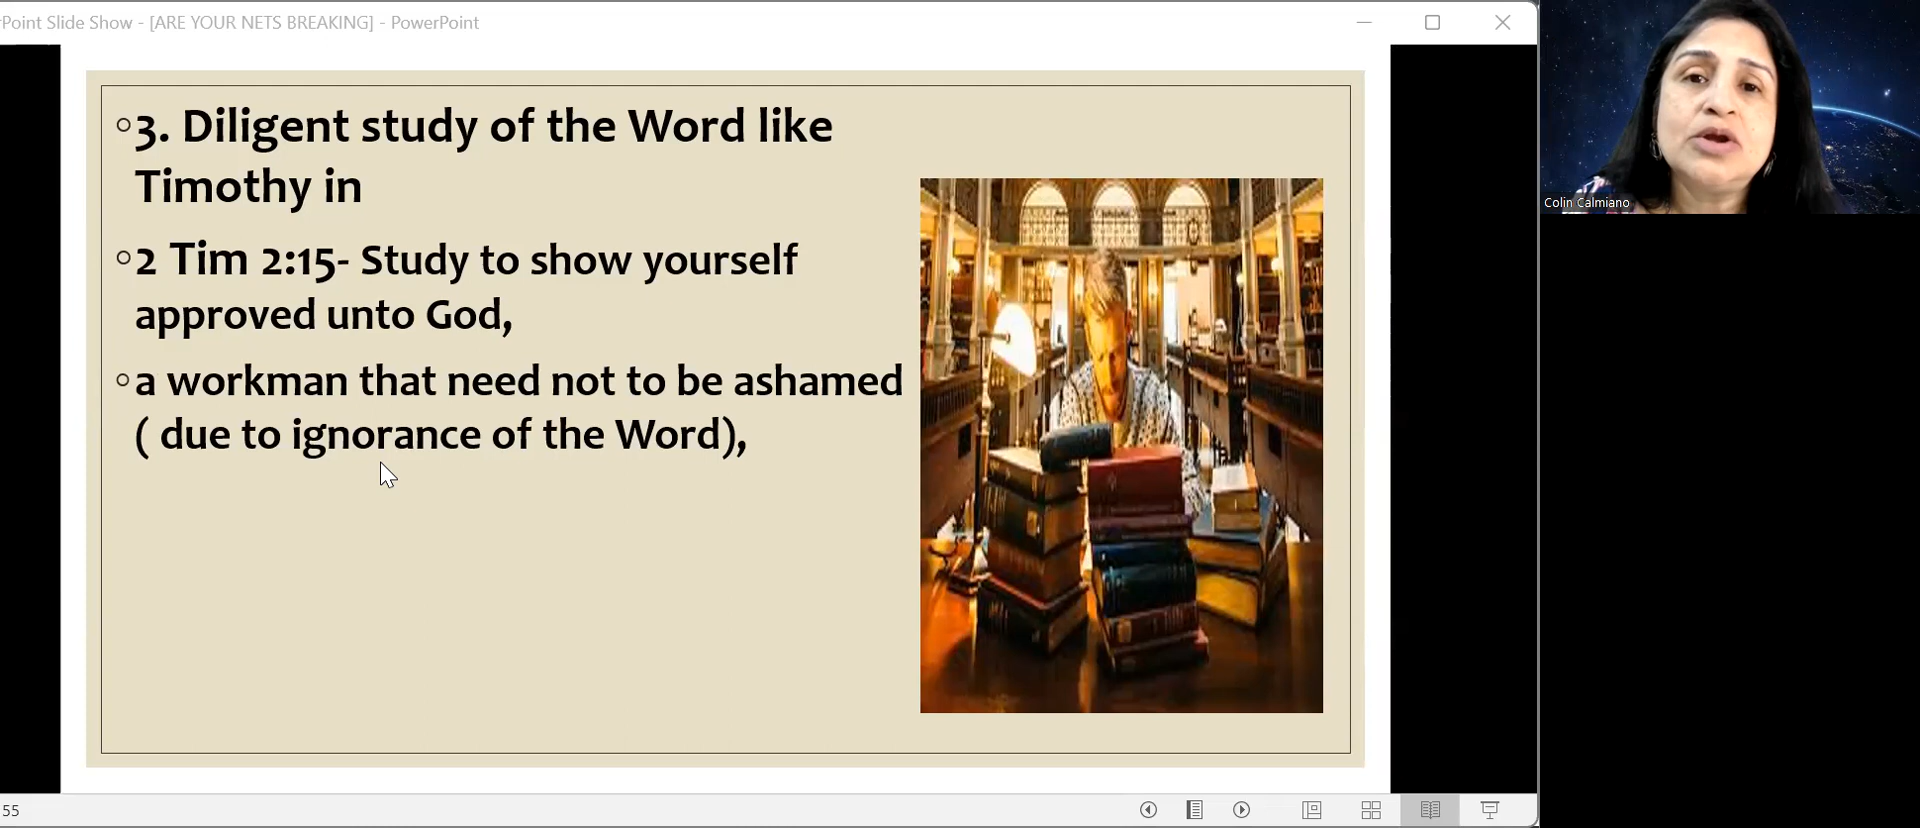 Point Slide Show - [ARE YOUR NETS BREAKING] - PowerPoint
3. Diligent study of the Word like
Timothy in
2 Tim 2:15- Study to show yourself
approved unto God,
a workman that need not to be ashamed
( due to ignorance of the Word),
Colin Calmiano
55